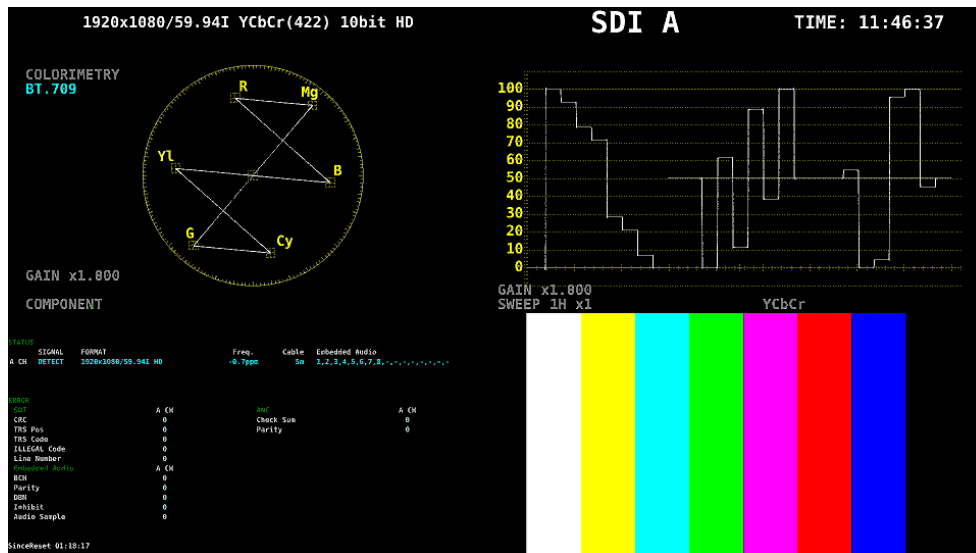 1920x1080/59.94I YCbCr(422) 10bit HD
SDI A
TIME: 11:46:37
COLORIMETRY
BT.709
R
Mg
Yl
B
G
Cy
GAIN x1.000
COMPONENT
100
90
80
70
60
50
40
30
20
10
0
GAIN x1.000
SWEEP 1H x1
YCbCr
STATUS
SIGNAL FORMAT Freq. Cable Embedded Audio
A CH DETECT 1920x1080/59.94I HD -0.7ppm 5m 1,2,3,4,5,6,7,8,-,-,-,-,-,-,-,-
ERROR
SDI A CH ANC A CH
CRC 0 Check Sum 0
TRS Pos 0 Parity 0
TRS Code 0
ILLEGAL Code 0
Line Number 0
Embedded Audio A CH
BCH 0
Parity 0
DBN 0
Inhibit 0
Audio Sample 0
SinceReset 01:18:17